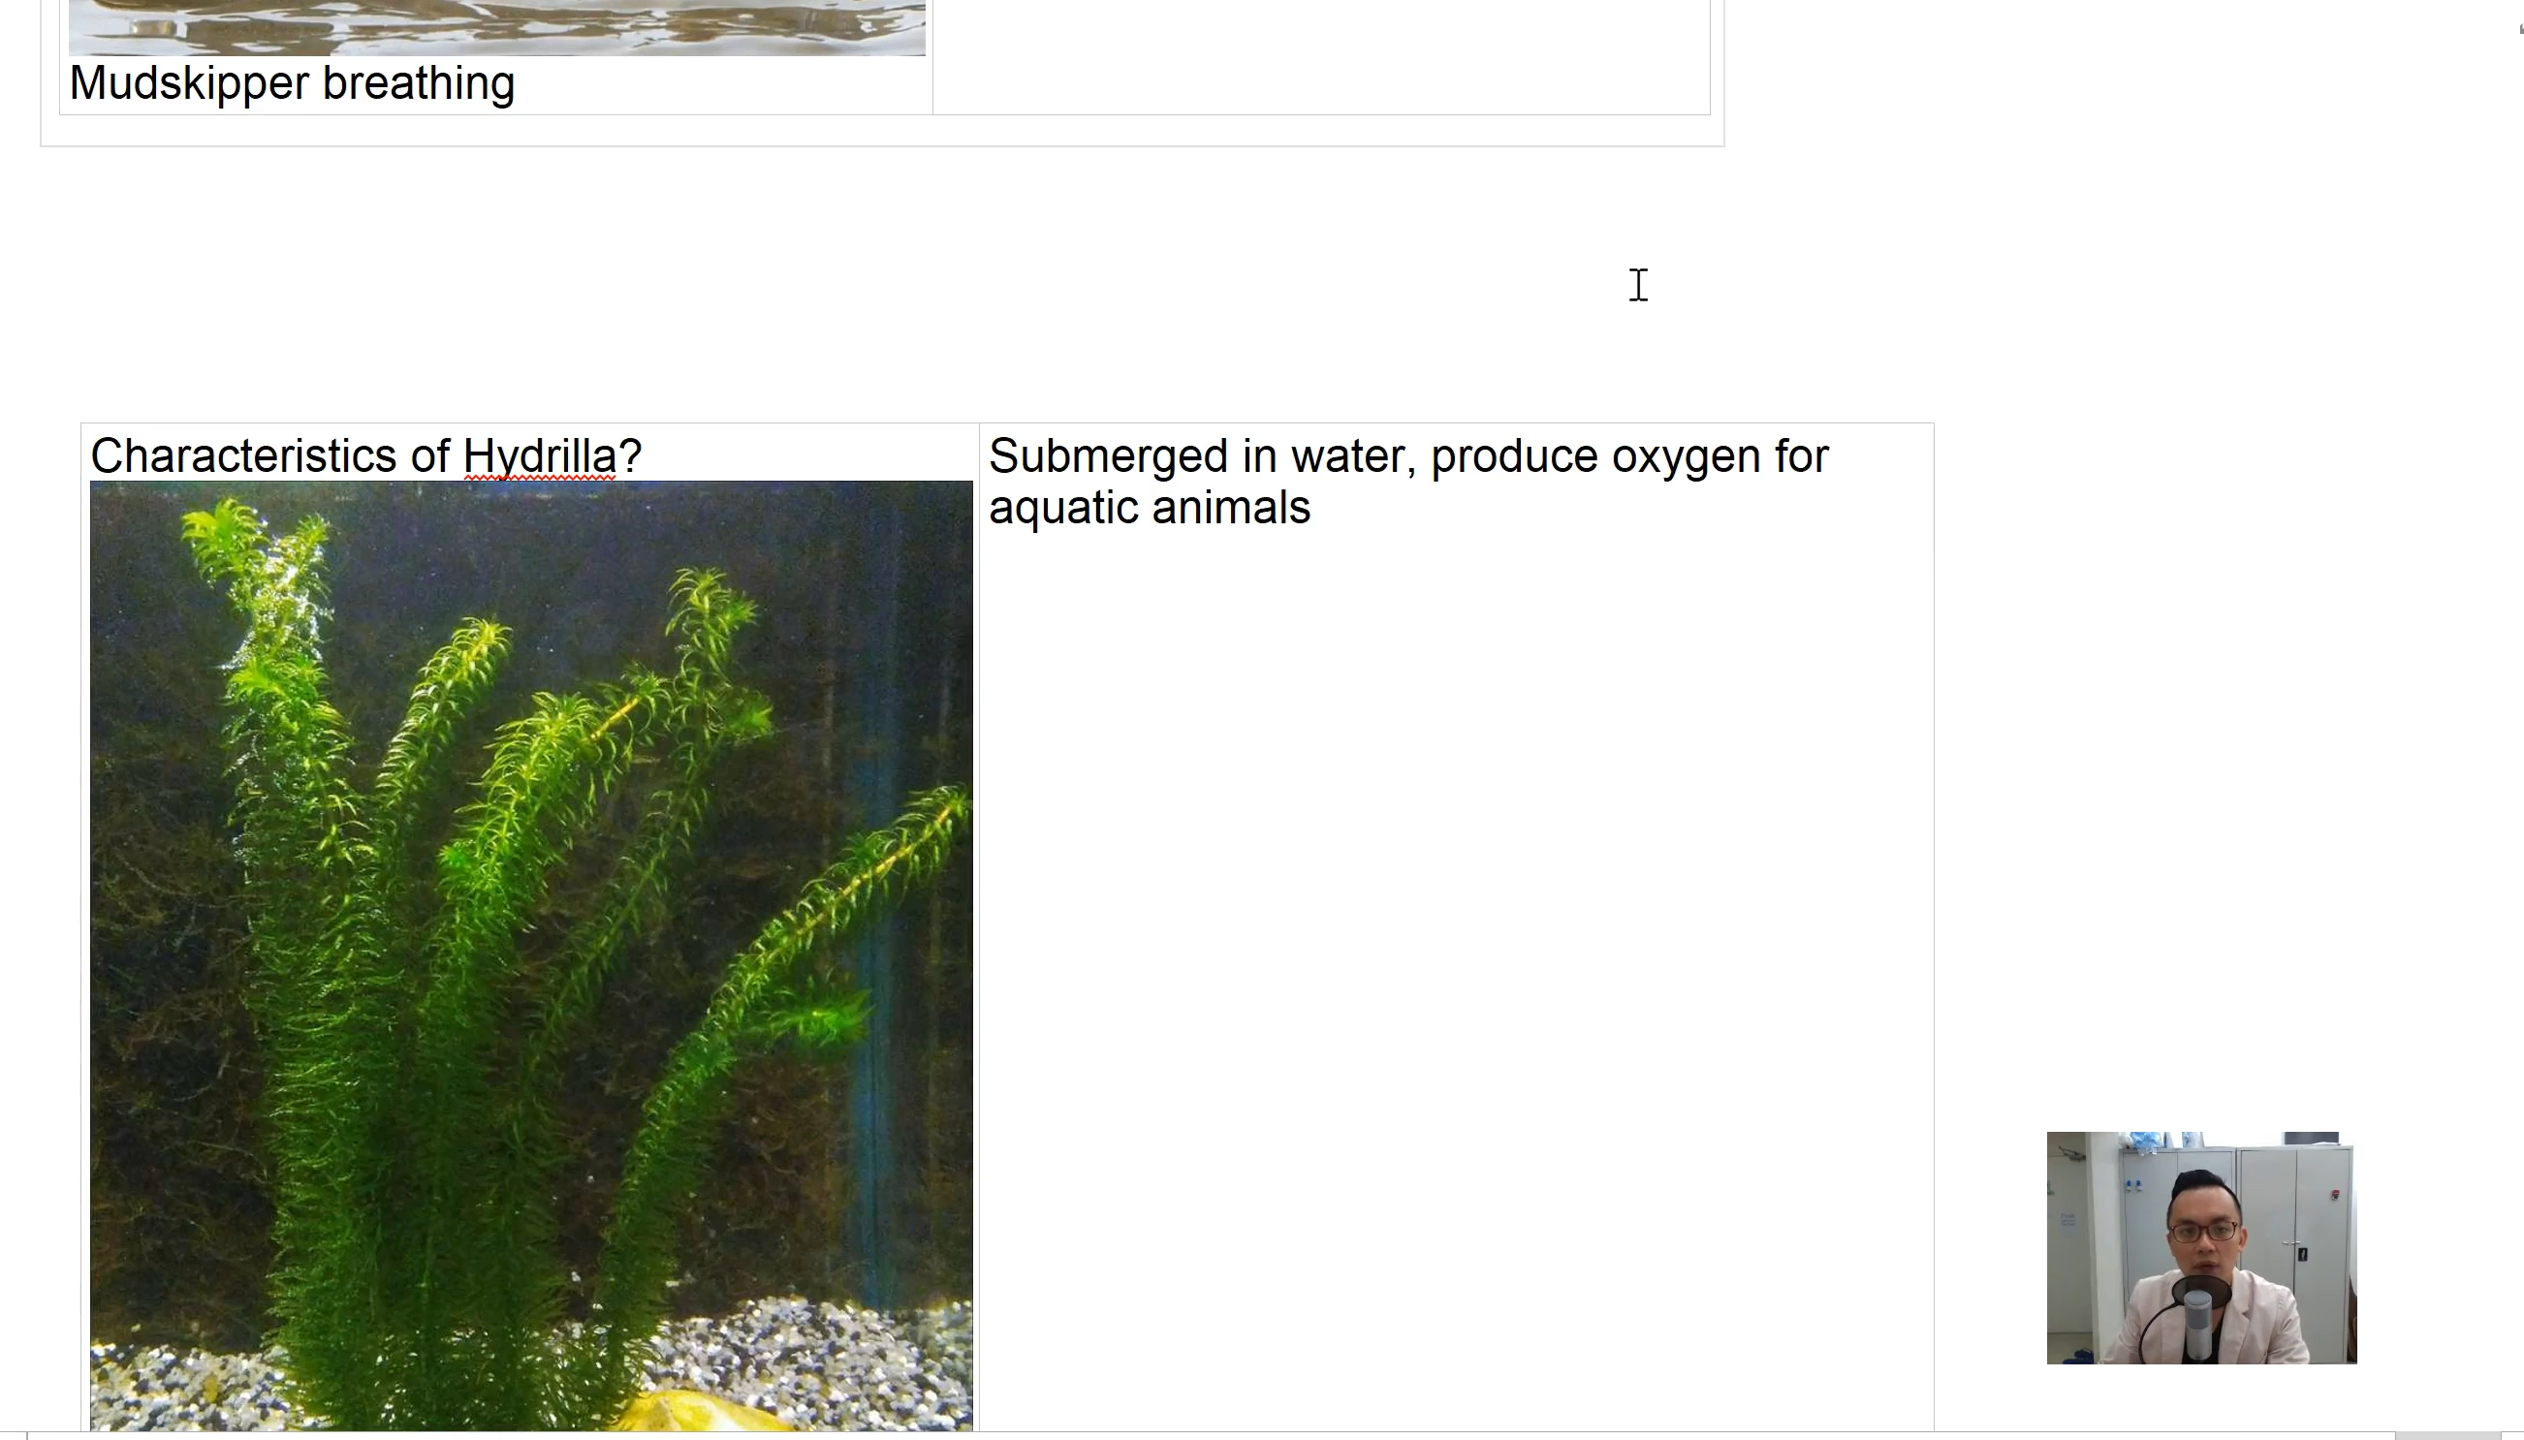 Mudskipper breathing
Characteristics of Hydrilla?
Submerged in water, produce oxygen for
aquatic animals